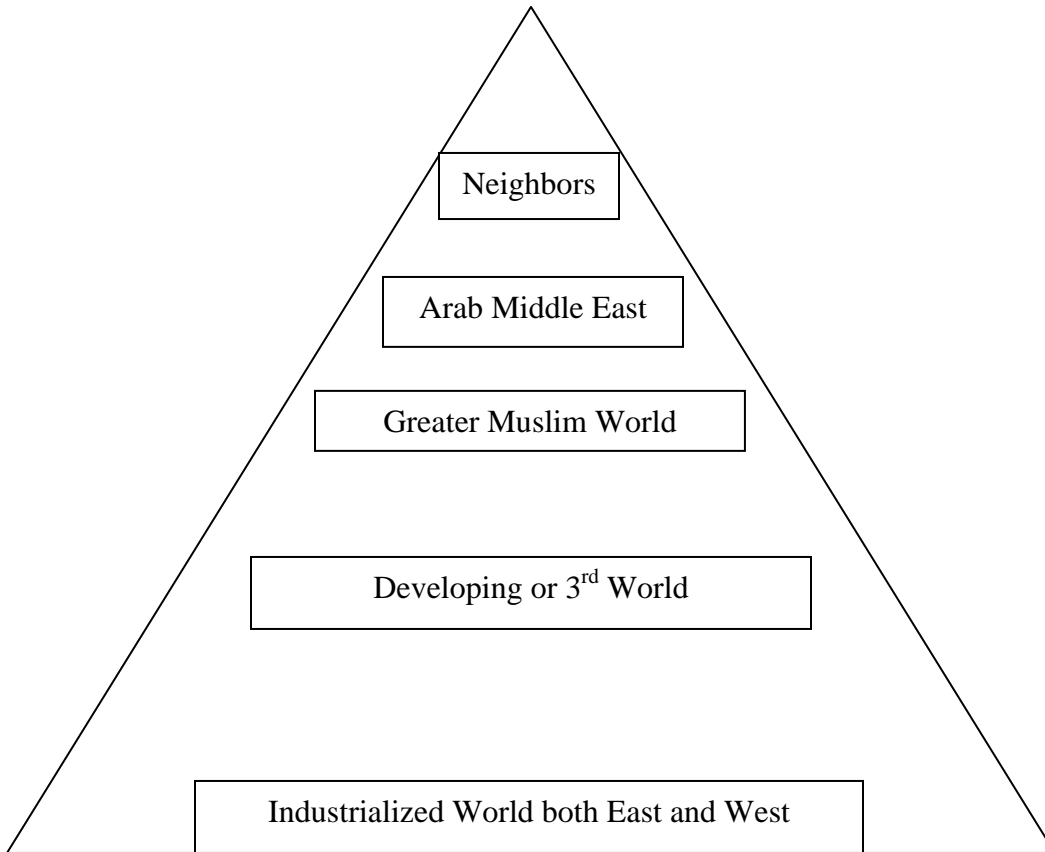 Neighbors
Arab Middle East
Greater Muslim World
Developing or 3rd World
Industrialized World both East and West